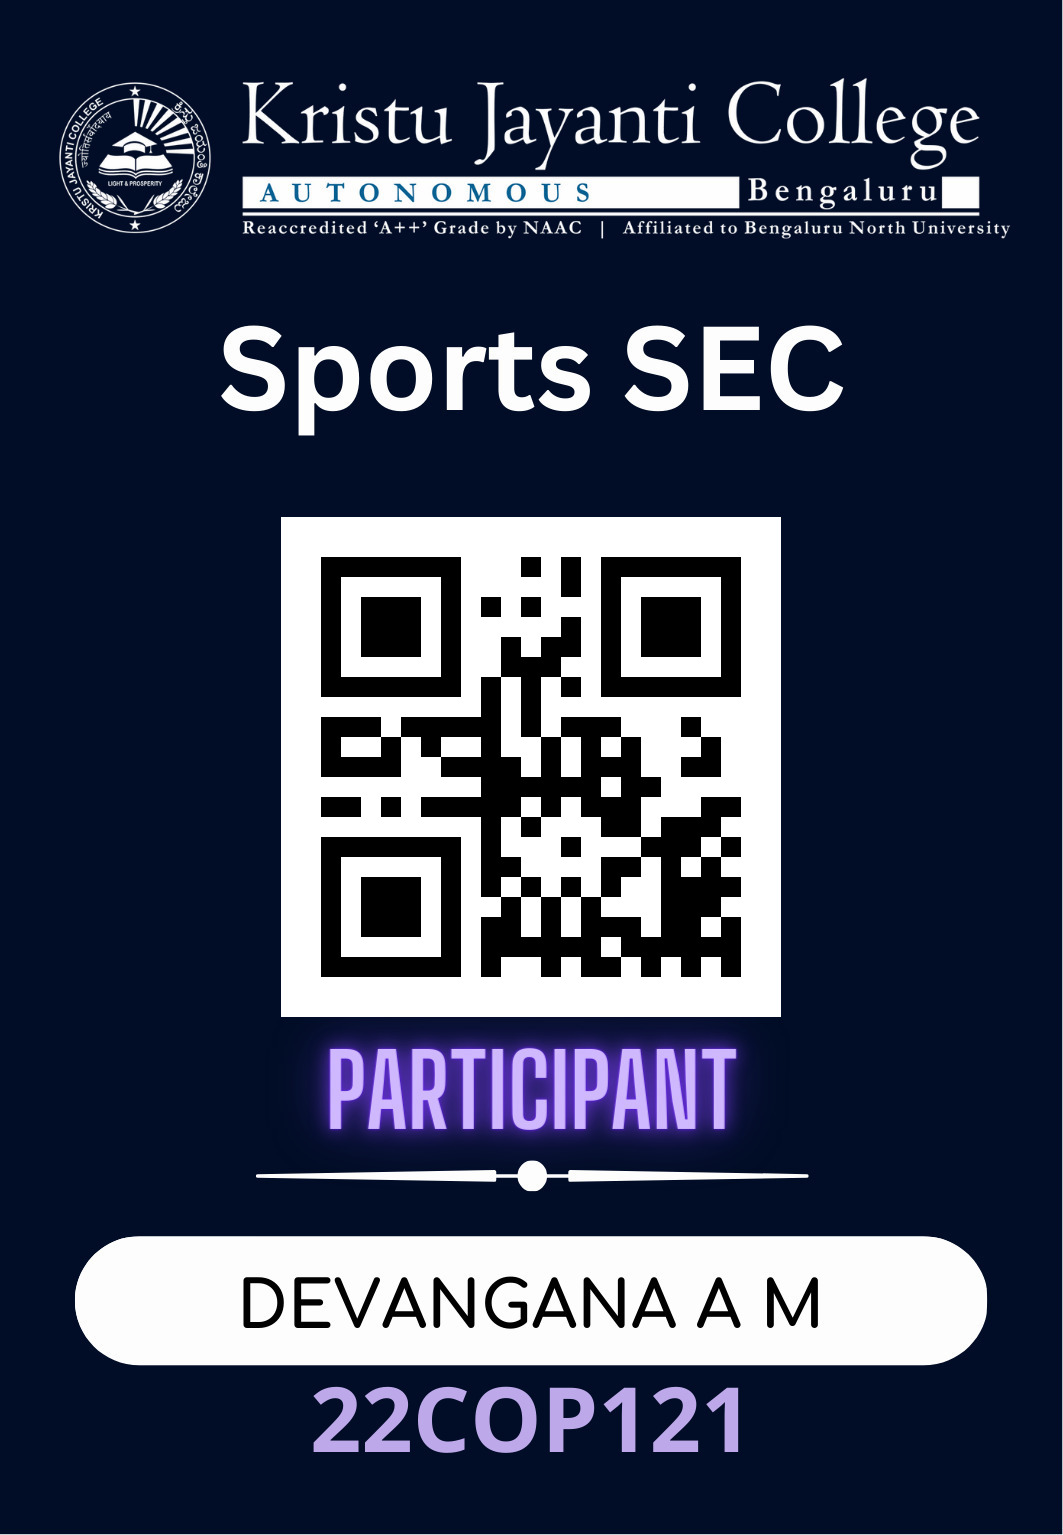 KRISTU JAYANTI COLLEGE
ಕ್ರಿಸ್ತು ಜಯಂತಿ ಕಾಲೇಜು
LIGHT & PROSPERITY
Kristu Jayanti College
AUTONOMOUS Bengaluru
Reaccredited ‘A++’ Grade by NAAC | Affiliated to Bengaluru North University
Sports SEC
PARTICIPANT
DEVANGANA A M
22COP121